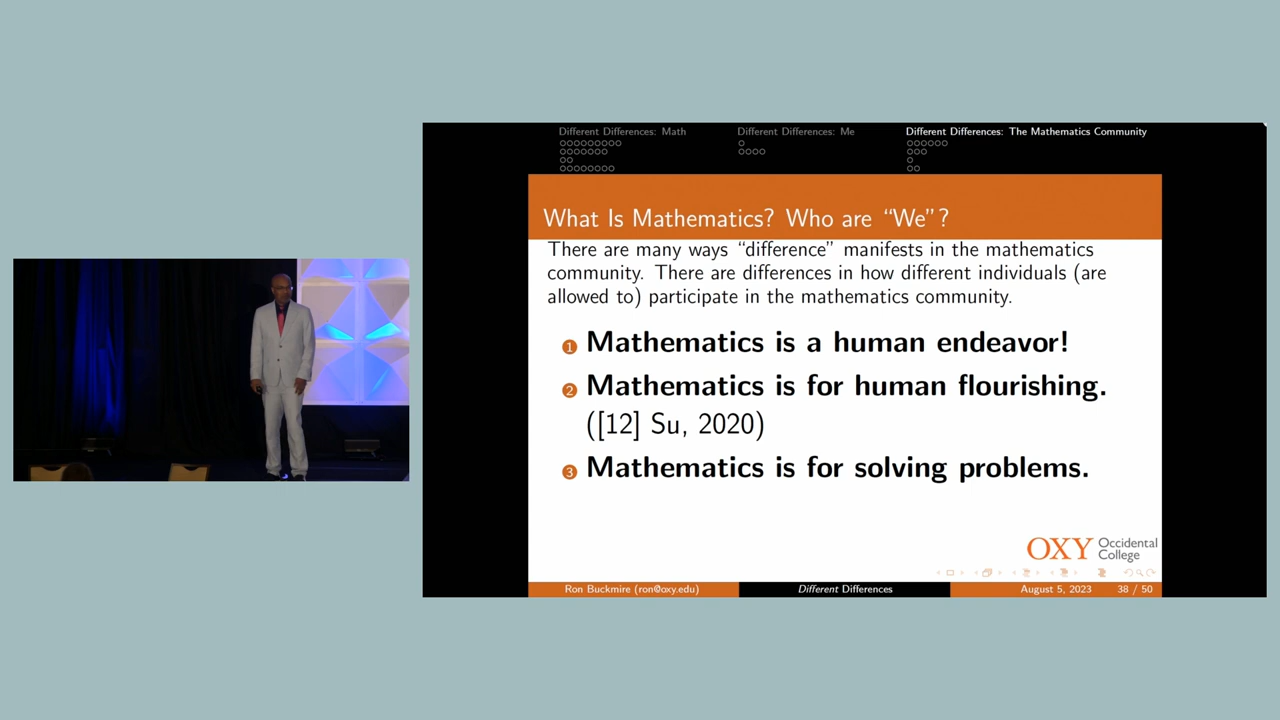 Different Differences: Math
Different Differences: Me
Different Differences: The Mathematics Community
What Is Mathematics? Who are “We”?
There are many ways “difference” manifests in the mathematics
community. There are differences in how different individuals (are
allowed to) participate in the mathematics community.
1 Mathematics is a human endeavor!
2 Mathematics is for human flourishing.
([12] Su, 2020)
3 Mathematics is for solving problems.
OXY Occidental
College
Ron Buckmire (ron@oxy.edu)
Different Differences
August 5, 2023
38 / 50